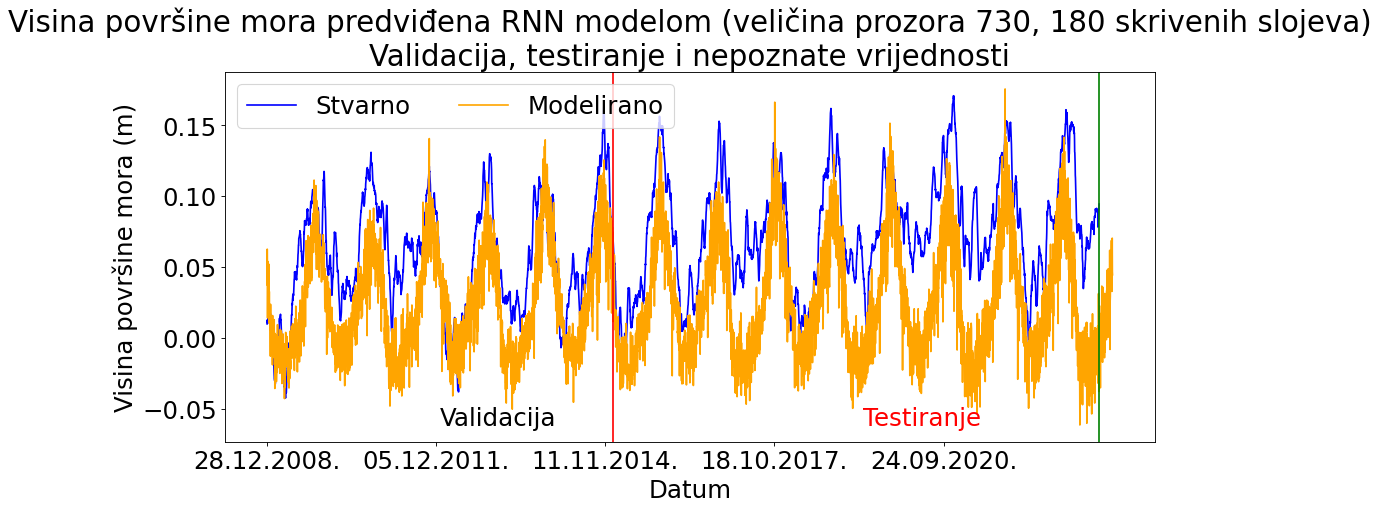 Visina površine mora predviđena RNN modelom (veličina prozora 730, 180 skrivenih slojeva)
Validacija, testiranje i nepoznate vrijednosti
Stvarno
Modelirano
Visina površine mora (m)
0.15
0.10
0.05
0.00
−0.05
Validacija
Testiranje
28.12.2008.
05.12.2011.
11.11.2014.
18.10.2017.
24.09.2020.
Datum